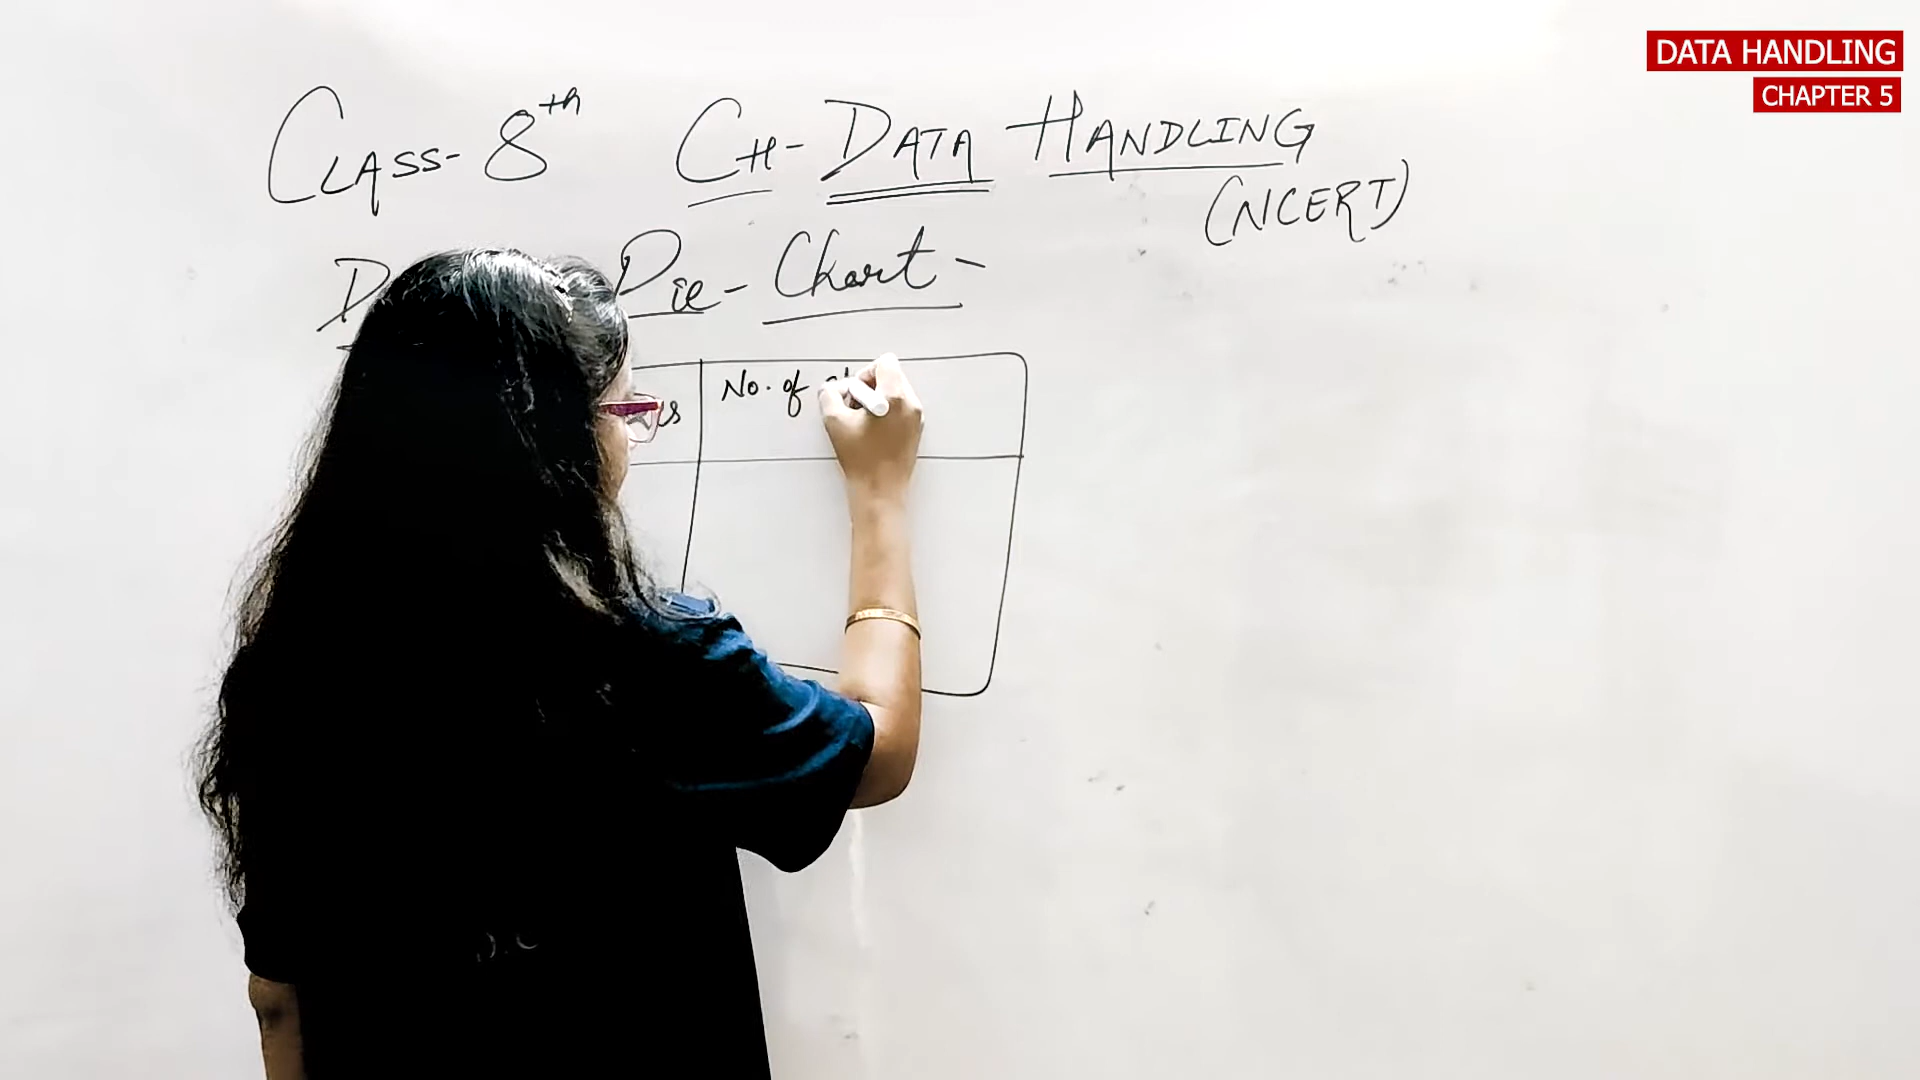 DATA HANDLING
CHAPTER 5
CLASS-8th CH-DATA HANDLING
(NCERT)
Pie-Chart-
No. of